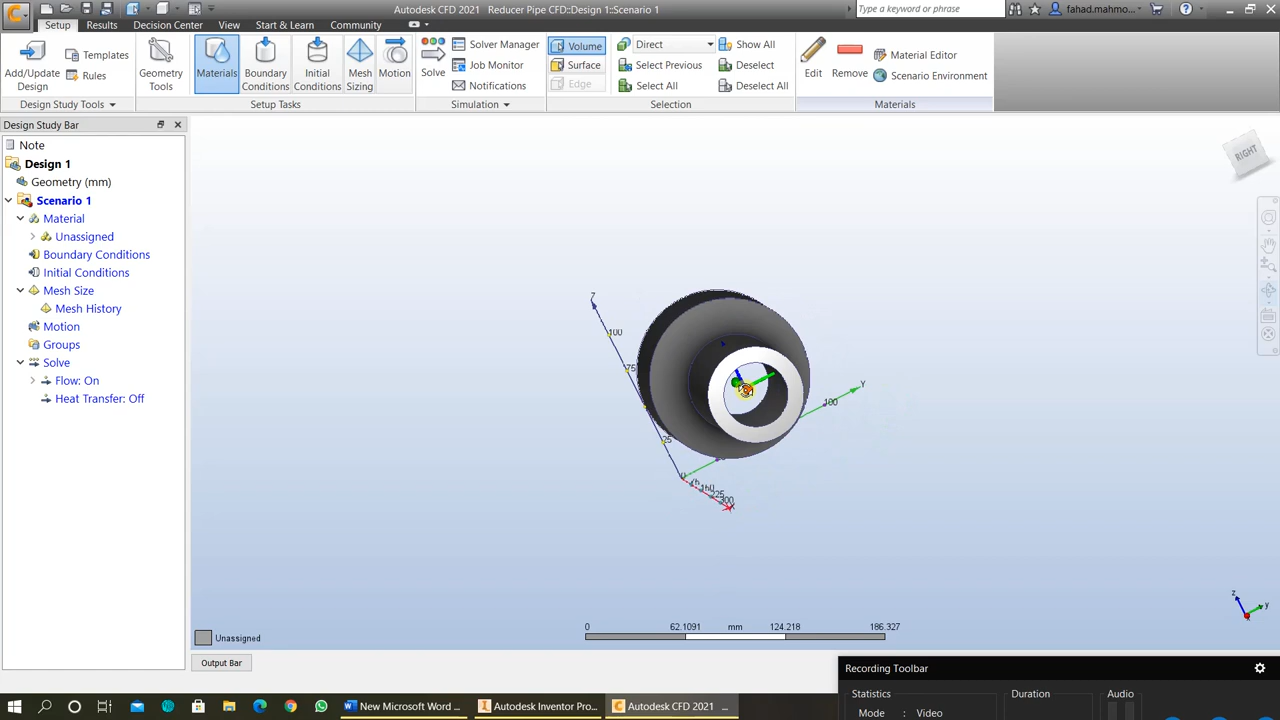 Autodesk CFD 2021 Reducer Pipe CFD::Design 1::Scenario 1
Type a keyword or phrase
fahad.mahmo...
Setup Results Decision Center View Start & Learn Community
Add/Update Design
Templates
Rules
Geometry Tools
Materials
Boundary Conditions
Initial Conditions
Mesh Sizing
Motion
Solve
Solver Manager
Job Monitor
Notifications
Volume
Surface
Edge
Direct
Select Previous
Select All
Show All
Deselect
Deselect All
Edit
Remove
Material Editor
Scenario Environment
Design Study Tools Setup Tasks Simulation Selection Materials
Design Study Bar
Note
Design 1
Geometry (mm)
Scenario 1
Material
Unassigned
Boundary Conditions
Initial Conditions
Mesh Size
Mesh History
Motion
Groups
Solve
Flow: On
Heat Transfer: Off
RIGHT
Z
100
75
25
Y
100
225
300
X
z
y
0 62.1091 mm 124.218 186.327
Unassigned
Output Bar
Recording Toolbar
Statistics Duration Audio
Mode : Video
New Microsoft Word ...
Autodesk Inventor Pro...
Autodesk CFD 2021 ...